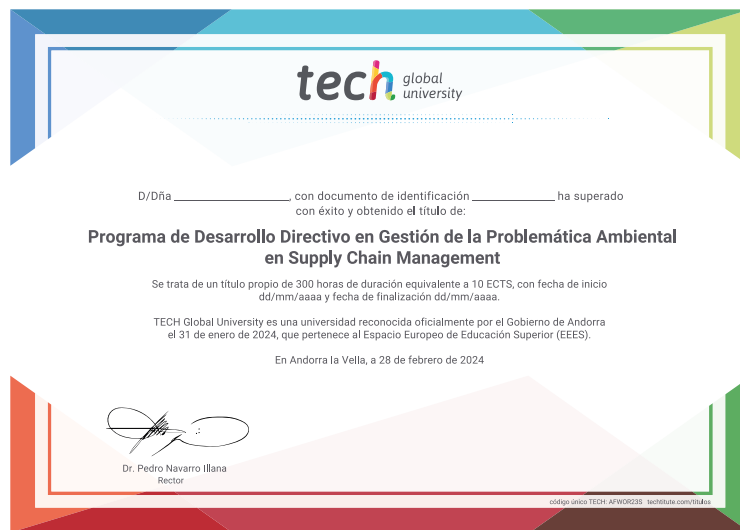 tech global university
D/Dña ____________________, con documento de identificación ______________ ha superado
con éxito y obtenido el título de:
Programa de Desarrollo Directivo en Gestión de la Problemática Ambiental
en Supply Chain Management
Se trata de un título propio de 300 horas de duración equivalente a 10 ECTS, con fecha de inicio
dd/mm/aaaa y fecha de finalización dd/mm/aaaa.
TECH Global University es una universidad reconocida oficialmente por el Gobierno de Andorra
el 31 de enero de 2024, que pertenece al Espacio Europeo de Educación Superior (EEES).
En Andorra la Vella, a 28 de febrero de 2024
Dr. Pedro Navarro Illana
Rector
código único TECH: AFWOR23S techtitute.com/titulos